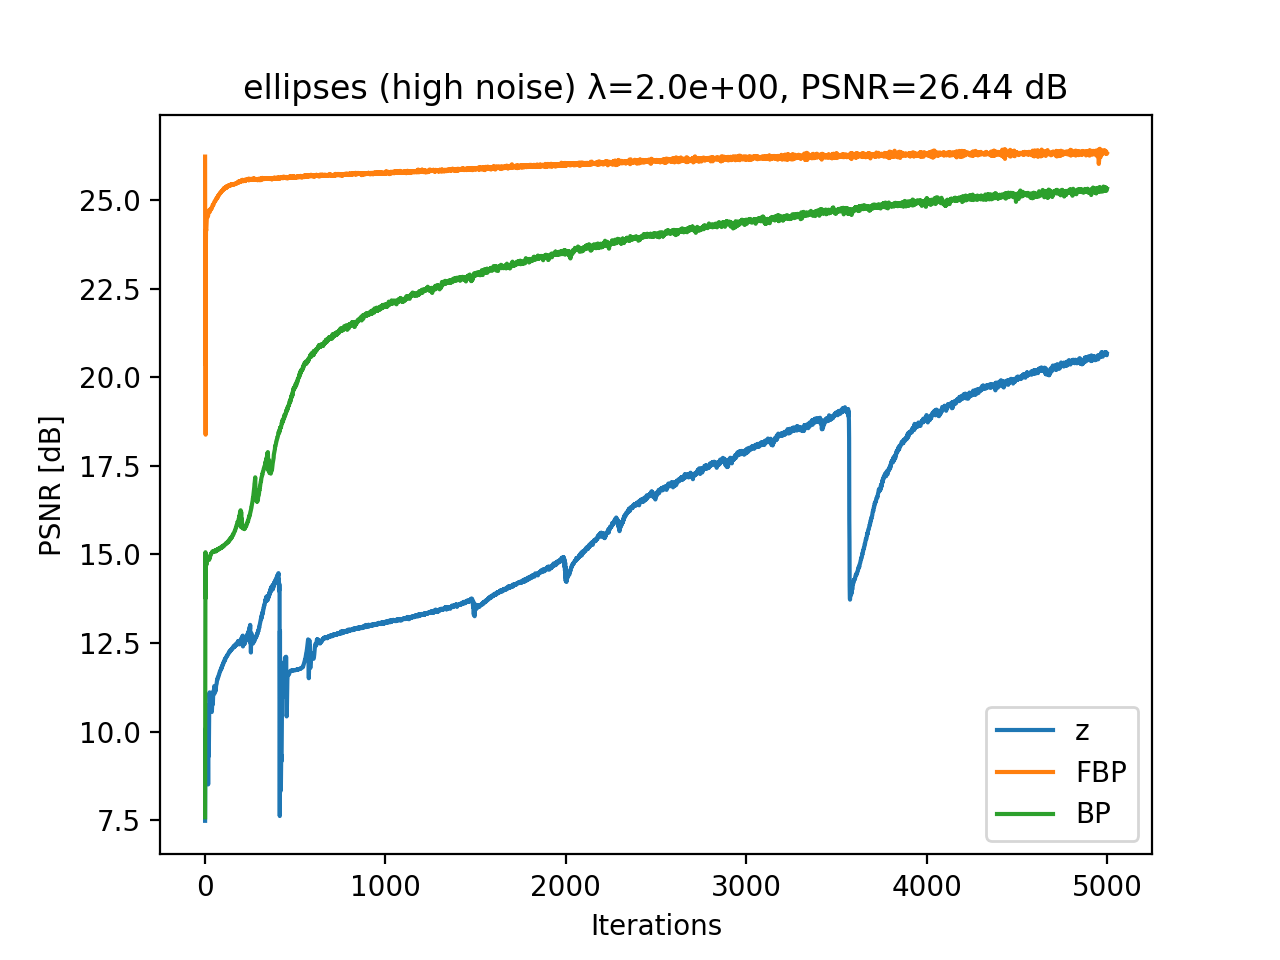 ellipses (high noise) λ=2.0e+00, PSNR=26.44 dB
PSNR [dB]
25.0
22.5
20.0
17.5
15.0
12.5
10.0
7.5
z
FBP
BP
0 1000 2000 3000 4000 5000
Iterations